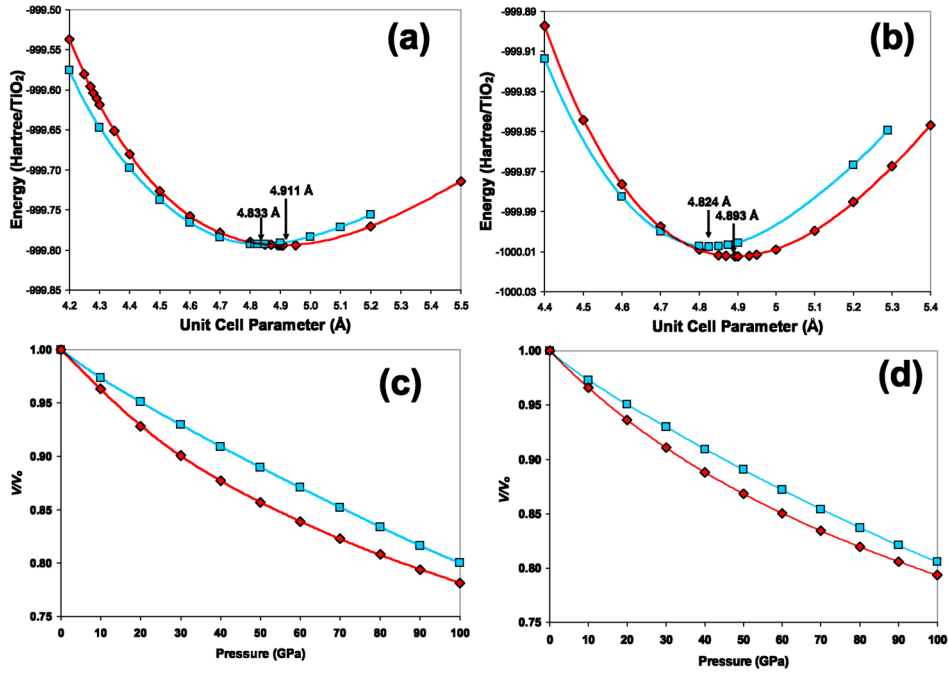 (a)
-999.50
-999.55
-999.60
-999.65
-999.70
-999.75
-999.80
-999.85
Energy (Hartree/TiO₂)
4.911 Å
4.833 Å
4.2 4.3 4.4 4.5 4.6 4.7 4.8 4.9 5.0 5.1 5.2 5.3 5.4 5.5
Unit Cell Parameter (Å)
(b)
-999.89
-999.91
-999.93
-999.95
-999.97
-999.99
-1000.01
-1000.03
Energy (Hartree/TiO₂)
4.824 Å
4.893 Å
4.4 4.5 4.6 4.7 4.8 4.9 5.0 5.1 5.2 5.3 5.4
Unit Cell Parameter (Å)
(c)
1.00
0.95
0.90
0.85
0.80
0.75
V/Vₒ
0 10 20 30 40 50 60 70 80 90 100
Pressure (GPa)
(d)
1.00
0.95
0.90
0.85
0.80
0.75
V/Vₒ
0 10 20 30 40 50 60 70 80 90 100
Pressure (GPa)